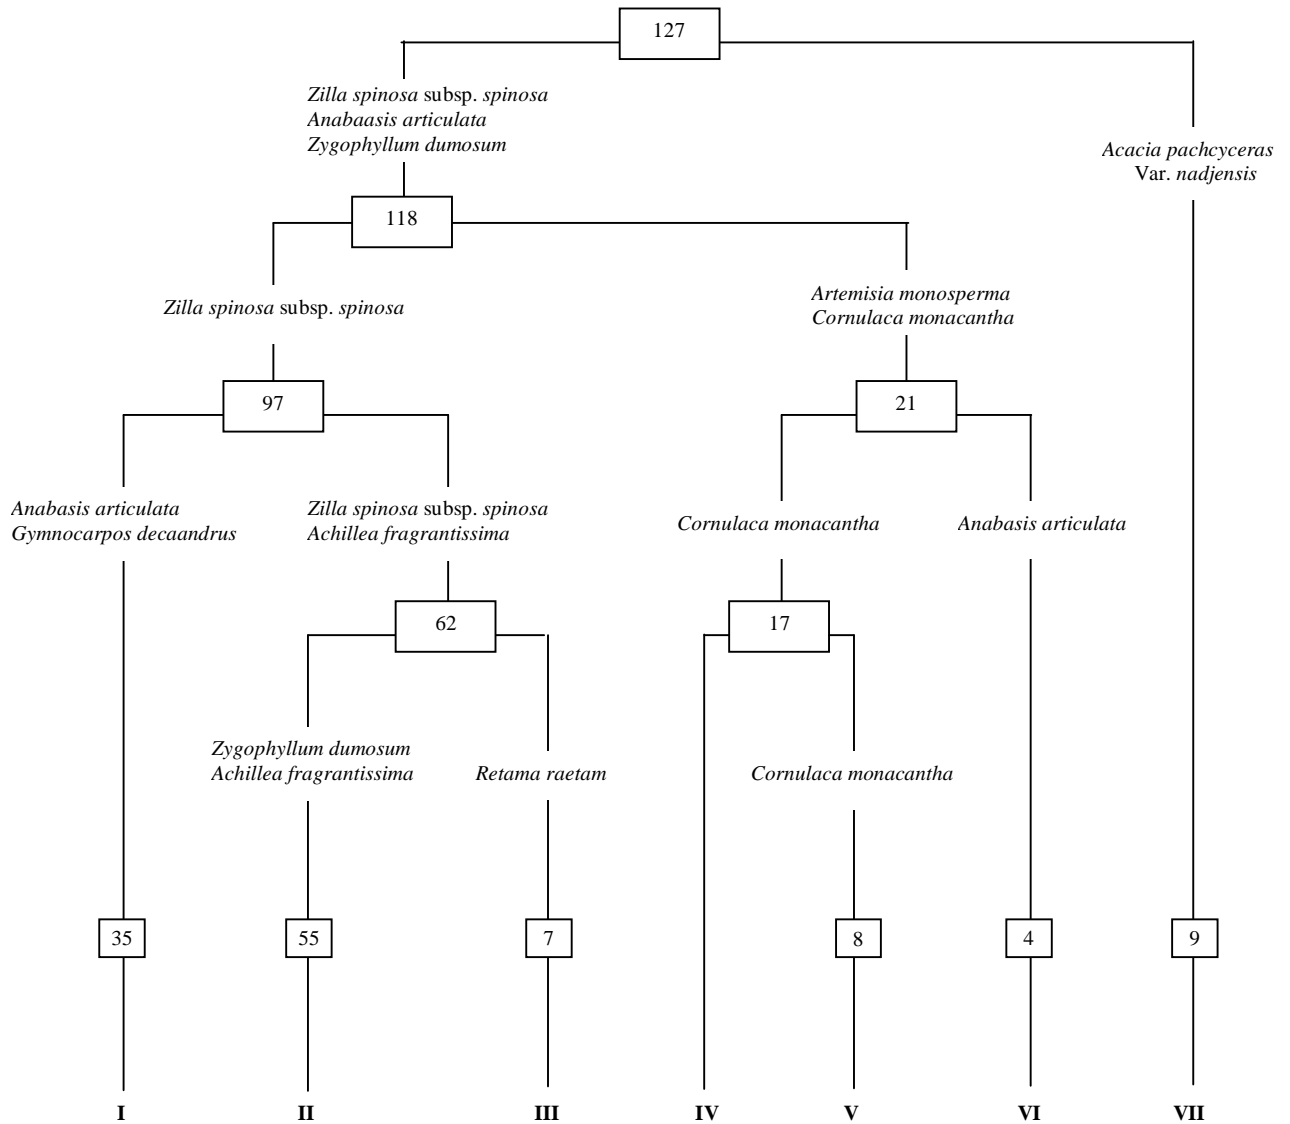 127
Zilla spinosa subsp. spinosa
Anabaasis articulata
Zygophyllum dumosum
Acacia pachcyceras
Var. nadjensis
118
Zilla spinosa subsp. spinosa
Artemisia monosperma
Cornulaca monacantha
97
21
Anabasis articulata
Gymnocarpos decaandrus
Zilla spinosa subsp. spinosa
Achillea fragrantissima
Cornulaca monacantha
Anabasis articulata
62
17
Zygophyllum dumosum
Achillea fragrantissima
Retama raetam
Cornulaca monacantha
35
55
7
8
4
9
I
II
III
IV
V
VI
VII